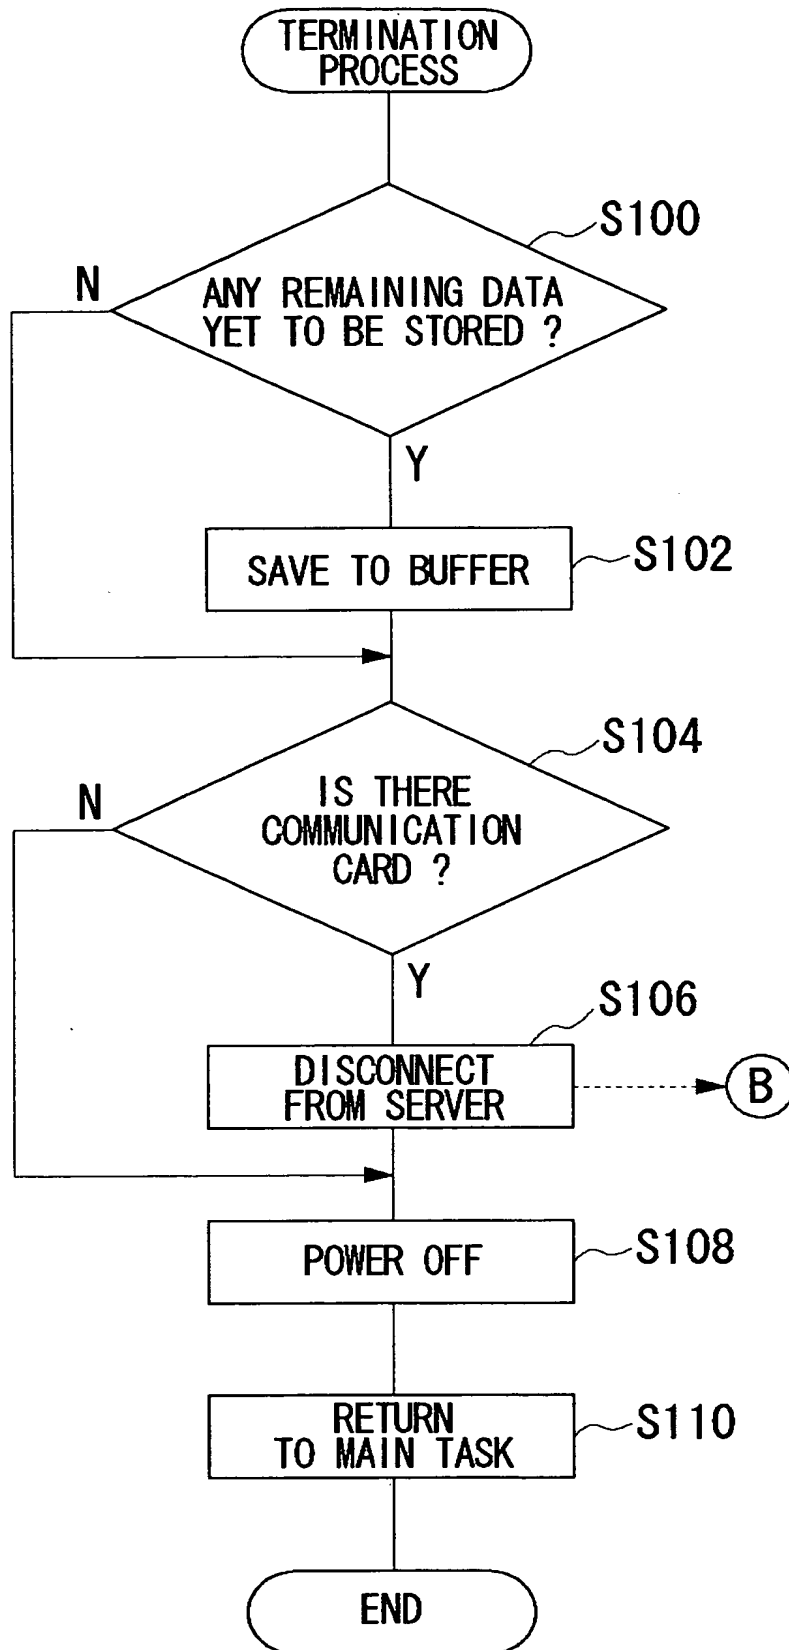 TERMINATION
PROCESS
S100
N
ANY REMAINING DATA
YET TO BE STORED ?
Y
SAVE TO BUFFER
S102
S104
N
IS THERE
COMMUNICATION
CARD ?
Y
S106
DISCONNECT
FROM SERVER
B
POWER OFF
S108
RETURN
TO MAIN TASK
S110
END